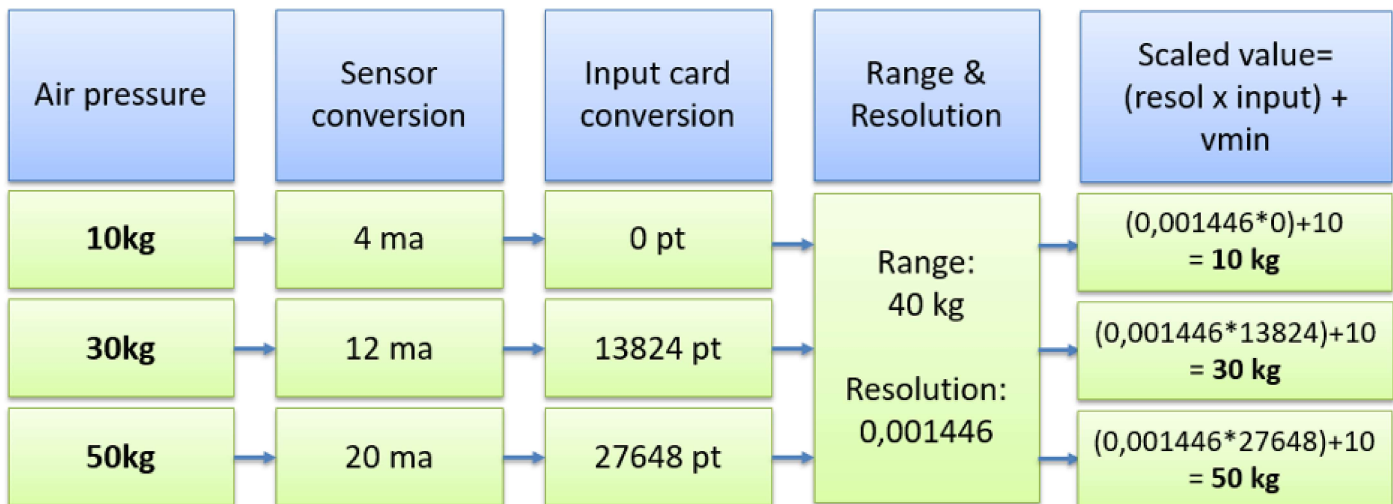 Air pressure
Sensor
conversion
Input card
conversion
Range &
Resolution
Scaled value=
(resol x input) +
vmin
10kg
4 ma
0 pt
30kg
12 ma
13824 pt
50kg
20 ma
27648 pt
Range:
40 kg
Resolution:
0,001446
(0,001446*0)+10
= 10 kg
(0,001446*13824)+10
= 30 kg
(0,001446*27648)+10
= 50 kg